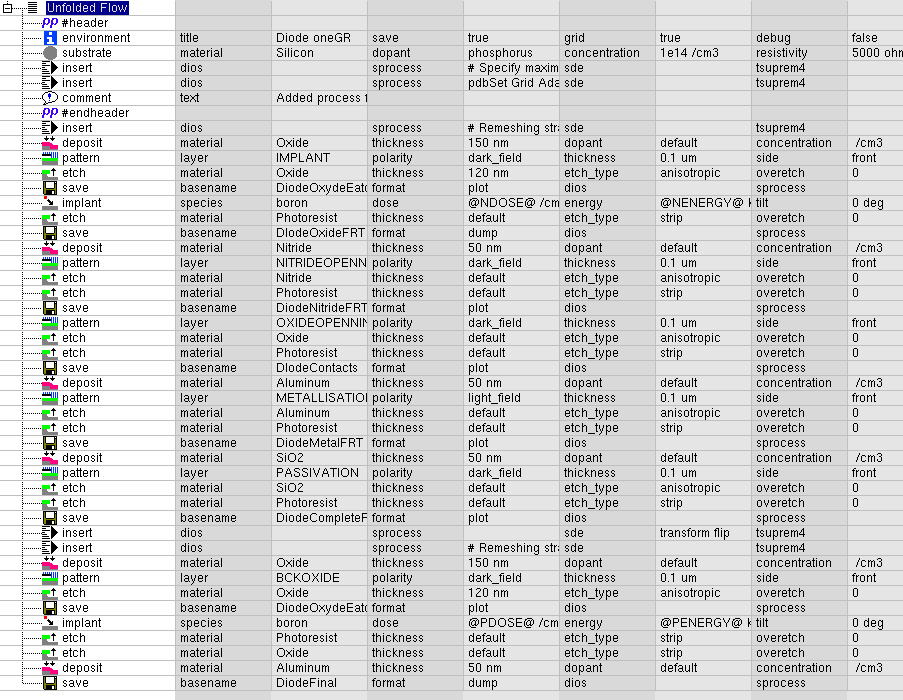 Unfolded Flow
pp #header
environment title Diode oneGR save true grid true debug false
substrate material Silicon dopant phosphorus concentration 1e14 /cm3 resistivity 5000 ohm
insert dios sprocess # Specify maxim sde tsuprem4
insert dios sprocess pdbSet Grid Ada sde tsuprem4
comment text Added process t
pp #endheader
insert dios sprocess # Remeshing str sde tsuprem4
deposit material Oxide thickness 150 nm dopant default concentration /cm3
pattern layer IMPLANT polarity dark_field thickness 0.1 um side front
etch material Oxide thickness 120 nm etch_type anisotropic overetch 0
save basename DiodeOxydeEatc format plot dios sprocess
implant species boron dose @NDOSE@ /cm energy @NENERGY@ k tilt 0 deg
etch material Photoresist thickness default etch_type strip overetch 0
save basename DIodeOxideFRT format dump dios sprocess
deposit material Nitride thickness 50 nm dopant default concentration /cm3
pattern layer NITRIDEOPENN polarity dark_field thickness 0.1 um side front
etch material Nitride thickness default etch_type anisotropic overetch 0
etch material Photoresist thickness default etch_type strip overetch 0
save basename DiodeNitrideFRT format plot dios sprocess
pattern layer OXIDEOPENNIN polarity dark_field thickness 0.1 um side front
etch material Oxide thickness default etch_type anisotropic overetch 0
etch material Photoresist thickness default etch_type strip overetch 0
save basename DIodeContacts format plot dios sprocess
deposit material Aluminum thickness 50 nm dopant default concentration /cm3
pattern layer METALLISATIO polarity light_field thickness 0.1 um side front
etch material Aluminum thickness default etch_type anisotropic overetch 0
etch material Photoresist thickness default etch_type strip overetch 0
save basename DiodeMetalFRT format plot dios sprocess
deposit material SiO2 thickness 50 nm dopant default concentration /cm3
pattern layer PASSIVATION polarity dark_field thickness 0.1 um side front
etch material SiO2 thickness default etch_type anisotropic overetch 0
etch material Photoresist thickness default etch_type strip overetch 0
save basename DiodeCompleteF format plot dios sprocess
insert dios sprocess sde transform flip tsuprem4
insert dios sprocess # Remeshing str sde tsuprem4
deposit material Oxide thickness 150 nm dopant default concentration /cm3
pattern layer BCKOXIDE polarity dark_field thickness 0.1 um side front
etch material Oxide thickness 120 nm etch_type anisotropic overetch 0
save basename DiodeOxydeEatc format plot dios sprocess
implant species boron dose @PDOSE@ /cm energy @PENERGY@ k tilt 0 deg
etch material Photoresist thickness default etch_type strip overetch 0
etch material Oxide thickness default etch_type strip overetch 0
deposit material Aluminum thickness 50 nm dopant default concentration /cm3
save basename DiodeFinal format dump dios sprocess